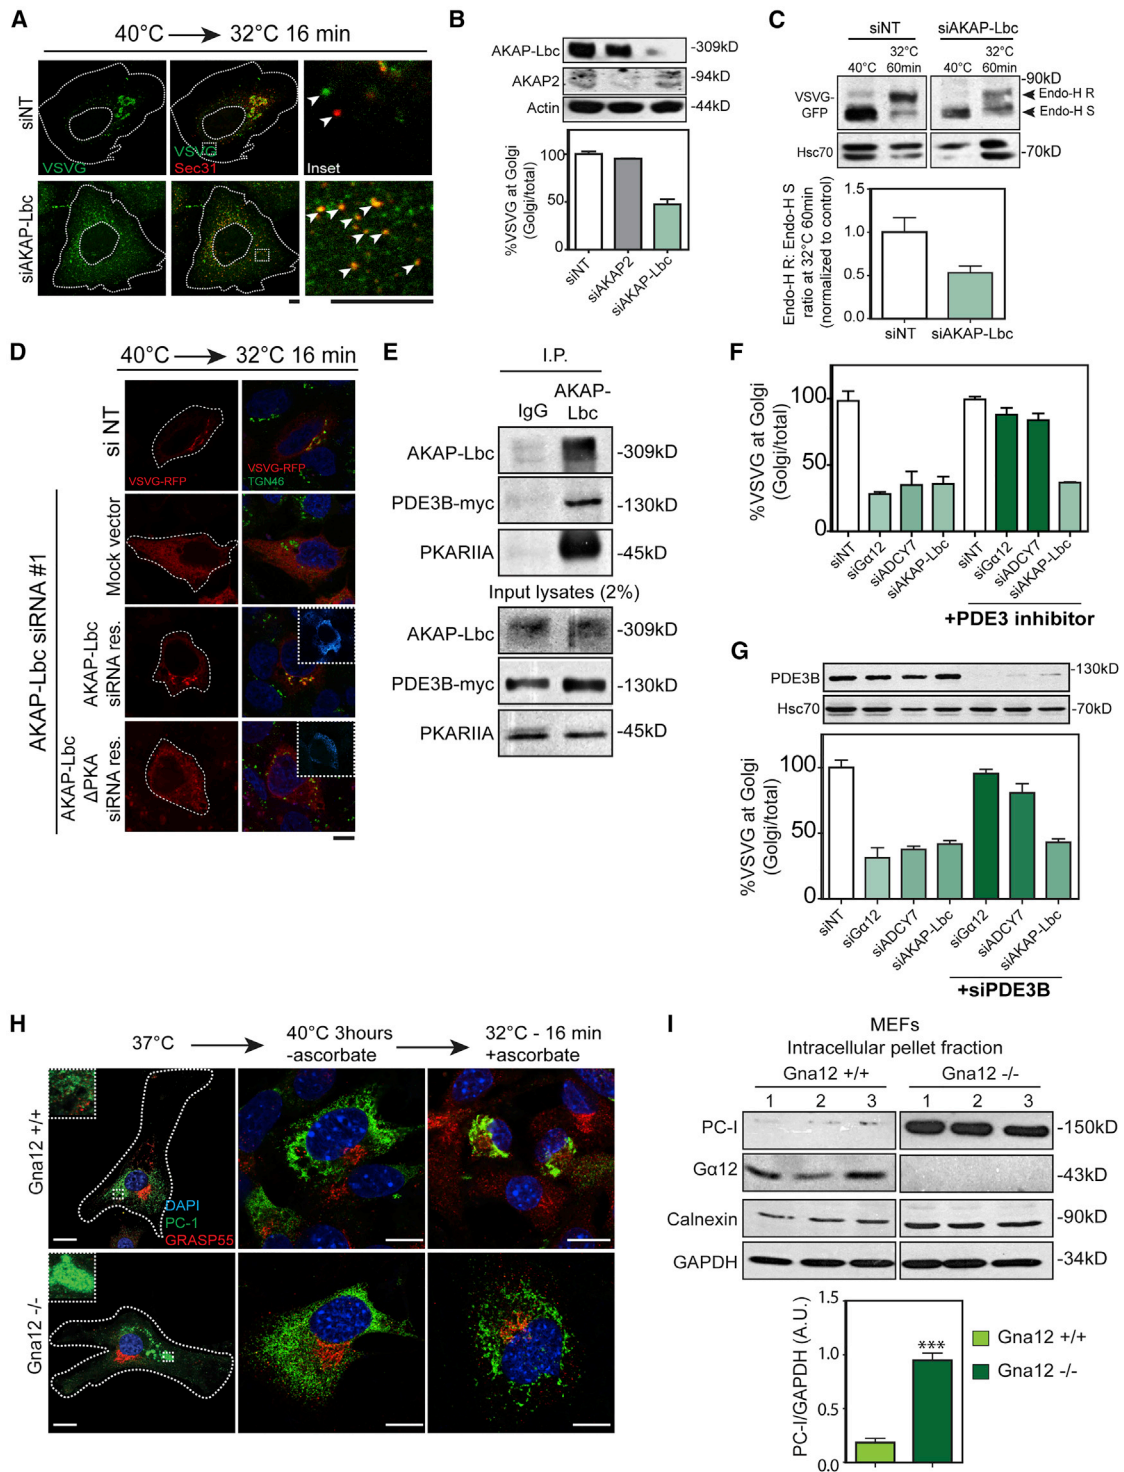 A
40°C → 32°C 16 min
siNT
siAKAP-Lbc
VSVG
VSVG
Sec31
Inset
B
AKAP-Lbc
-309kD
AKAP2
-94kD
Actin
-44kD
%VSVG at Golgi
(Golgi/total)
100
50
0
siNT
siAKAP2
siAKAP-Lbc
C
siNT siAKAP-Lbc
40°C
32°C
60min
40°C
32°C
60min
-90kD
VSVG-
GFP
Endo-H R
Endo-H S
Hsc70
-70kD
Endo-H R: Endo-H S
ratio at 32°C 60min
(normalized to control)
1.5
1.0
0.5
0.0
siNT siAKAP-Lbc
D
40°C → 32°C 16 min
si NT
AKAP-Lbc siRNA #1
Mock vector
AKAP-Lbc
siRNA res.
AKAP-Lbc
ΔPKA
siRNA res.
VSVG-RFP
VSVG-RFP
TGN46
E
I.P.
IgG
AKAP-
Lbc
AKAP-Lbc
-309kD
PDE3B-myc
-130kD
PKARIIA
-45kD
Input lysates (2%)
AKAP-Lbc
-309kD
PDE3B-myc
-130kD
PKARIIA
-45kD
F
%VSVG at Golgi
(Golgi/total)
100
50
0
siNT
siGα12
siADCY7
siAKAP-Lbc
siNT
siGα12
siADCY7
siAKAP-Lbc
+PDE3 inhibitor
G
PDE3B
-130kD
Hsc70
-70kD
%VSVG at Golgi
(Golgi/total)
100
50
0
siNT
siGα12
siADCY7
siAKAP-Lbc
siGα12
siADCY7
siAKAP-Lbc
+siPDE3B
H
37°C → 40°C 3hours
-ascorbate
→ 32°C - 16 min
+ascorbate
Gna12 +/+
Gna12 -/-
DAPI
PC-1
GRASP55
I
MEFs
Intracellular pellet fraction
Gna12 +/+ Gna12 -/-
1 2 3 1 2 3
PC-I
-150kD
Gα12
-43kD
Calnexin
-90kD
GAPDH
-34kD
PC-I/GAPDH (A.U.)
1.5
1.0
0.5
0.0
***
Gna12 +/+
Gna12 -/-